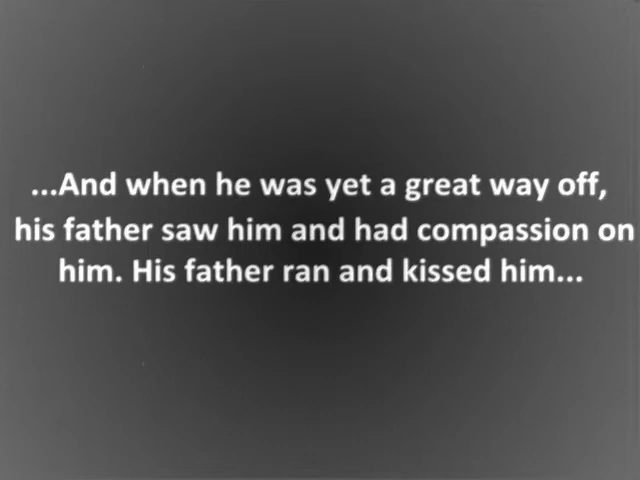 ...And when he was yet a great way off,
his father saw him and had compassion on
him. His father ran and kissed him...